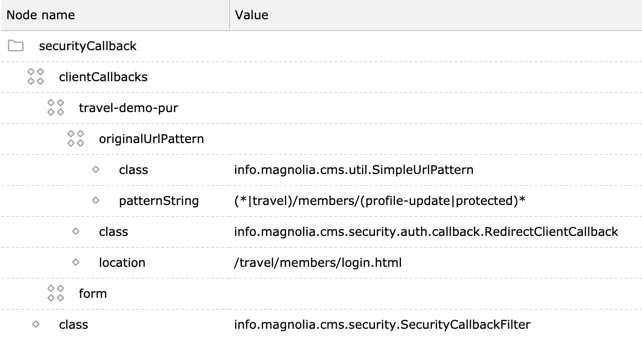 Node name Value
securityCallback
clientCallbacks
travel-demo-pur
originalUrlPattern
class info.magnolia.cms.util.SimpleUrlPattern
patternString (*|travel)/members/(profile-update|protected)*
class info.magnolia.cms.security.auth.callback.RedirectClientCallback
location /travel/members/login.html
form
class info.magnolia.cms.security.SecurityCallbackFilter